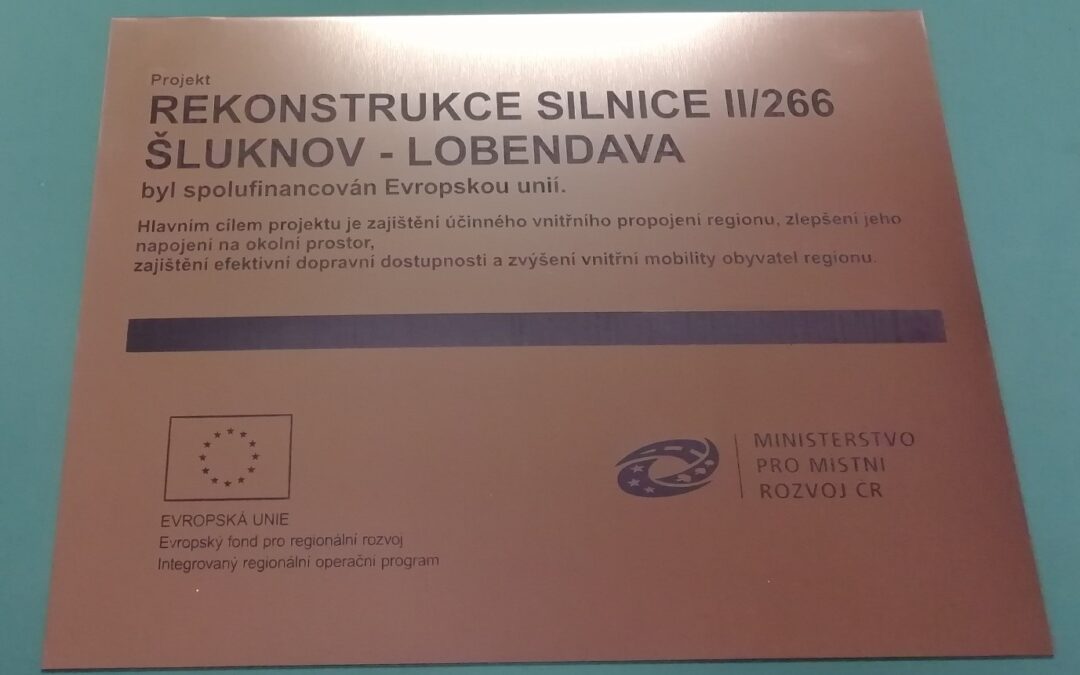 Projekt
REKONSTRUKCE SILNICE II/266
ŠLUKNOV - LOBENDAVA
byl spolufinancován Evropskou unií.
Hlavním cílem projektu je zajištění účinného vnitřního propojení regionu, zlepšení jeho
napojení na okolní prostor,
zajištění efektivní dopravní dostupnosti a zvýšení vnitřní mobility obyvatel regionu.
EVROPSKÁ UNIE
Evropský fond pro regionální rozvoj
Integrovaný regionální operační program
MINISTERSTVO
PRO MÍSTNÍ
ROZVOJ ČR